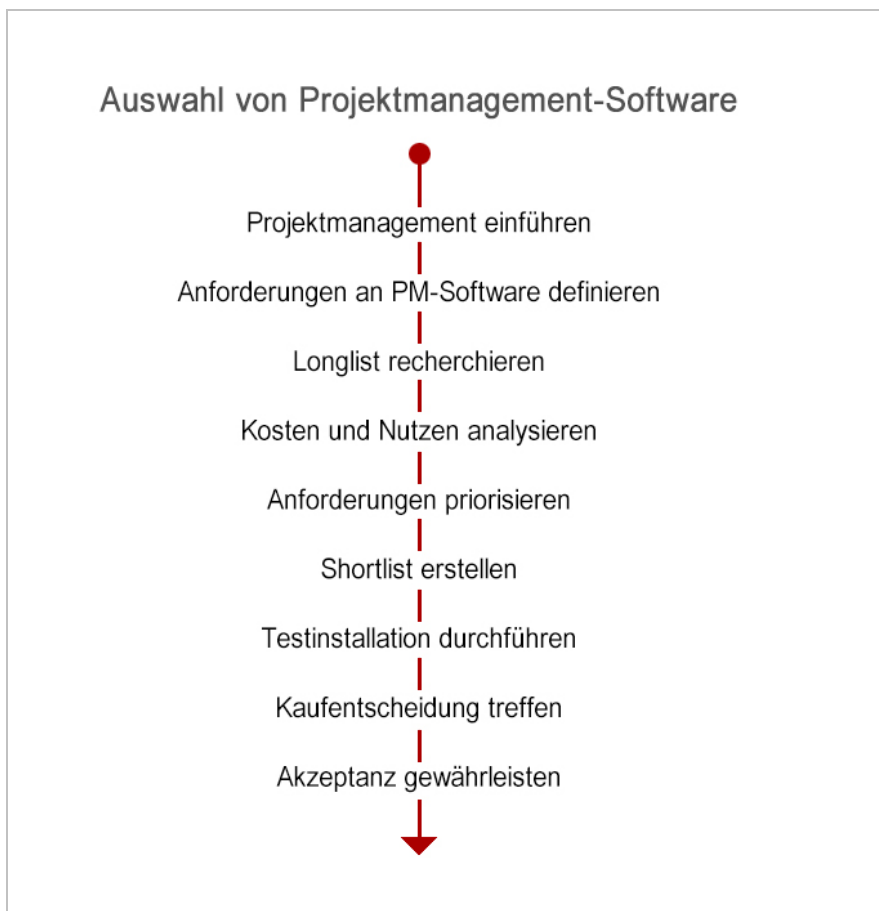 Auswahl von Projektmanagement-Software
Projektmanagement einführen
Anforderungen an PM-Software definieren
Longlist recherchieren
Kosten und Nutzen analysieren
Anforderungen priorisieren
Shortlist erstellen
Testinstallation durchführen
Kaufentscheidung treffen
Akzeptanz gewährleisten